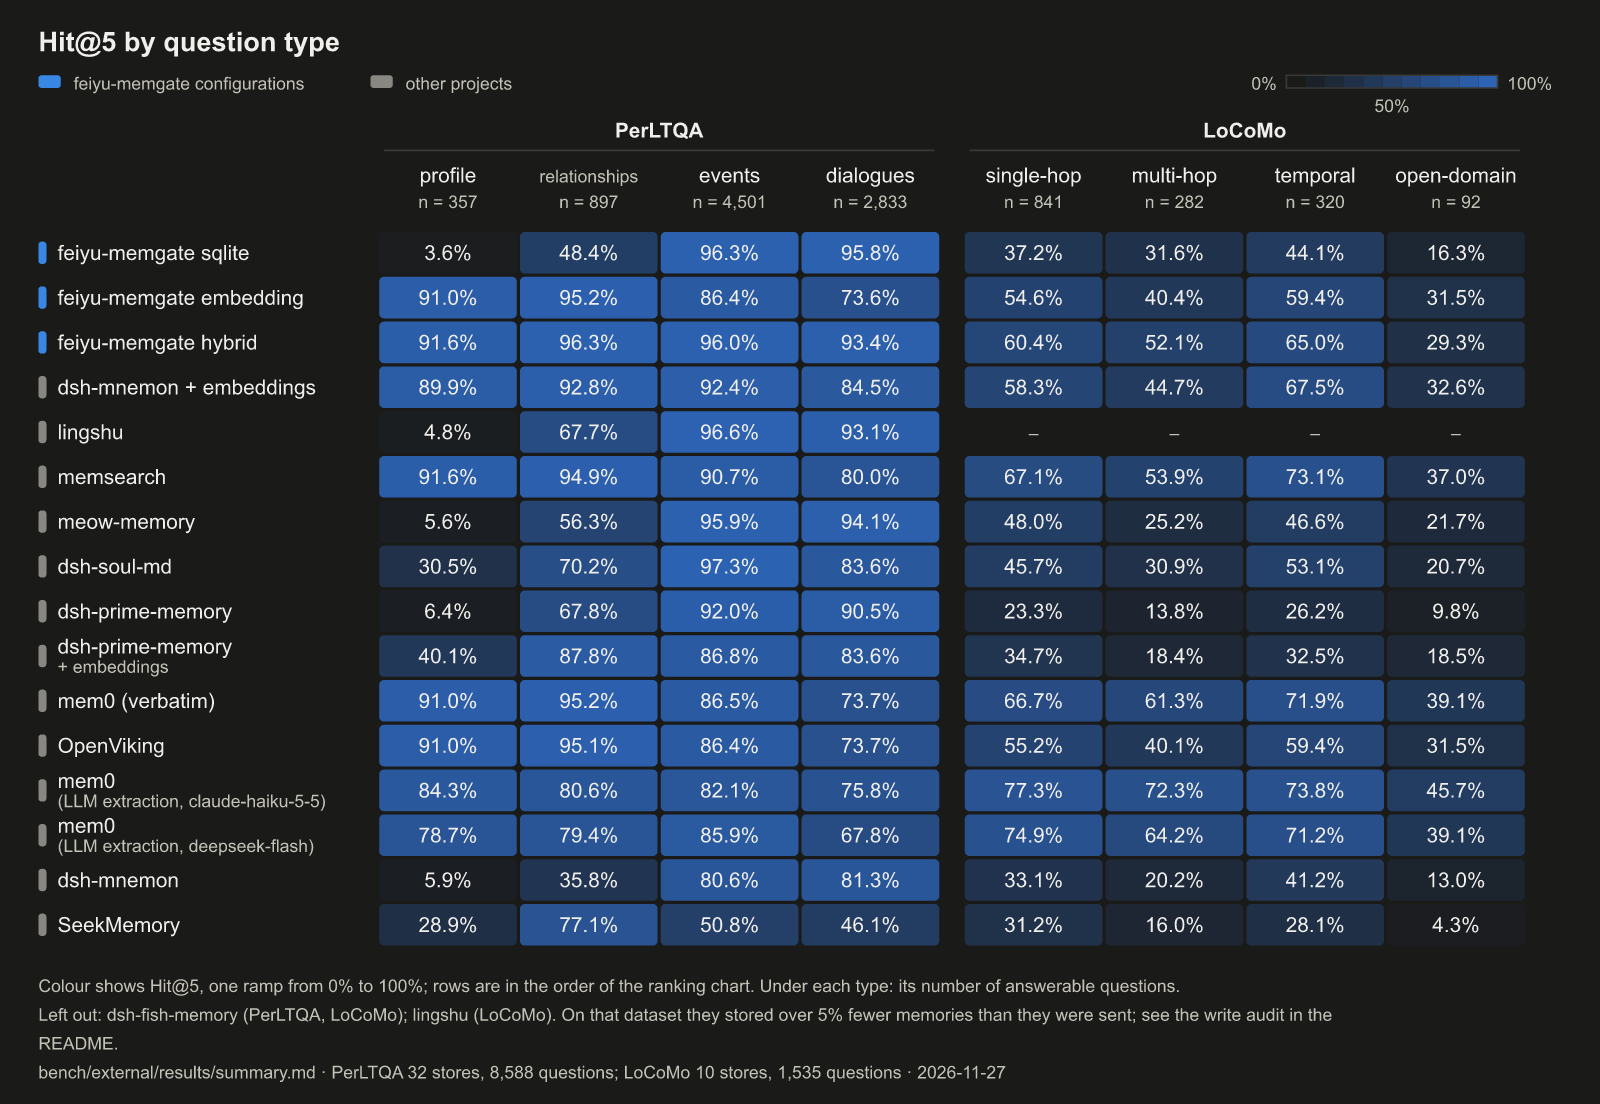 Hit@5 by question type
feiyu-memgate configurations other projects 0% 100%
50%
PerLTQA LoCoMo
profile relationships events dialogues single-hop multi-hop temporal open-domain
n = 357 n = 897 n = 4,501 n = 2,833 n = 841 n = 282 n = 320 n = 92
feiyu-memgate sqlite 3.6% 48.4% 96.3% 95.8% 37.2% 31.6% 44.1% 16.3%
feiyu-memgate embedding 91.0% 95.2% 86.4% 73.6% 54.6% 40.4% 59.4% 31.5%
feiyu-memgate hybrid 91.6% 96.3% 96.0% 93.4% 60.4% 52.1% 65.0% 29.3%
dsh-mnemon + embeddings 89.9% 92.8% 92.4% 84.5% 58.3% 44.7% 67.5% 32.6%
lingshu 4.8% 67.7% 96.6% 93.1% – – – –
memsearch 91.6% 94.9% 90.7% 80.0% 67.1% 53.9% 73.1% 37.0%
meow-memory 5.6% 56.3% 95.9% 94.1% 48.0% 25.2% 46.6% 21.7%
dsh-soul-md 30.5% 70.2% 97.3% 83.6% 45.7% 30.9% 53.1% 20.7%
dsh-prime-memory 6.4% 67.8% 92.0% 90.5% 23.3% 13.8% 26.2% 9.8%
dsh-prime-memory
+ embeddings 40.1% 87.8% 86.8% 83.6% 34.7% 18.4% 32.5% 18.5%
mem0 (verbatim) 91.0% 95.2% 86.5% 73.7% 66.7% 61.3% 71.9% 39.1%
OpenViking 91.0% 95.1% 86.4% 73.7% 55.2% 40.1% 59.4% 31.5%
mem0
(LLM extraction, claude-haiku-5-5) 84.3% 80.6% 82.1% 75.8% 77.3% 72.3% 73.8% 45.7%
mem0
(LLM extraction, deepseek-flash) 78.7% 79.4% 85.9% 67.8% 74.9% 64.2% 71.2% 39.1%
dsh-mnemon 5.9% 35.8% 80.6% 81.3% 33.1% 20.2% 41.2% 13.0%
SeekMemory 28.9% 77.1% 50.8% 46.1% 31.2% 16.0% 28.1% 4.3%
Colour shows Hit@5, one ramp from 0% to 100%; rows are in the order of the ranking chart. Under each type: its number of answerable questions.
Left out: dsh-fish-memory (PerLTQA, LoCoMo); lingshu (LoCoMo). On that dataset they stored over 5% fewer memories than they were sent; see the write audit in the
README.
bench/external/results/summary.md · PerLTQA 32 stores, 8,588 questions; LoCoMo 10 stores, 1,535 questions · 2026-11-27